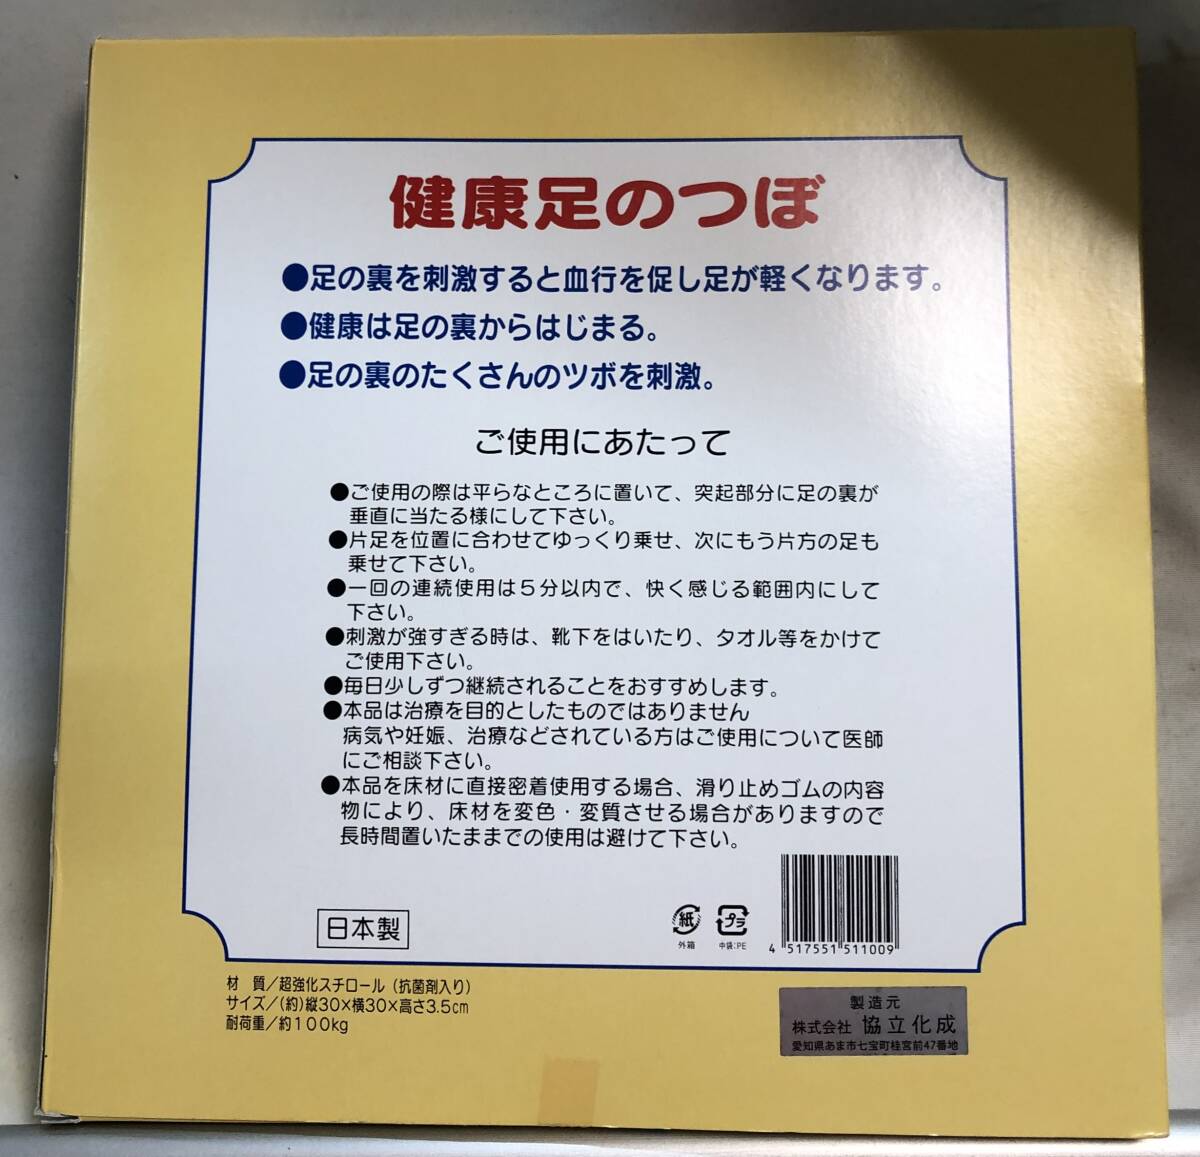 健康足のつぼ
●足の裏を刺激すると血行を促し足が軽くなります。
●健康は足の裏からはじまる。
●足の裏のたくさんのツボを刺激。
ご使用にあたって
●ご使用の際は平らなところに置いて、突起部分に足の裏が
垂直に当たる様にして下さい。
●片足を位置に合わせてゆっくり乗せ、次にもう片方の足も
乗せて下さい。
●一回の連続使用は5分以内で、快く感じる範囲内にして
下さい。
●刺激が強すぎる時は、靴下をはいたり、タオル等をかけて
ご使用下さい。
●毎日少しずつ継続されることをおすすめします。
●本品は治療を目的としたものではありません
病気や妊娠、治療などされている方はご使用について医師
にご相談下さい。
●本品を床材に直接密着使用する場合、滑り止めゴムの内容
物により、床材を変色・変質させる場合がありますので
長時間置いたままでの使用は避けて下さい。
日本製
紙
外箱
プラ
中袋:PE
4 517551 511009
材 質／超強化スチロール（抗菌剤入り）
サイズ／(約)縦30×横30×高さ3.5cm
耐荷重／約100kg
製造元
株式会社 協立化成
愛知県あま市七宝町桂宮前47番地